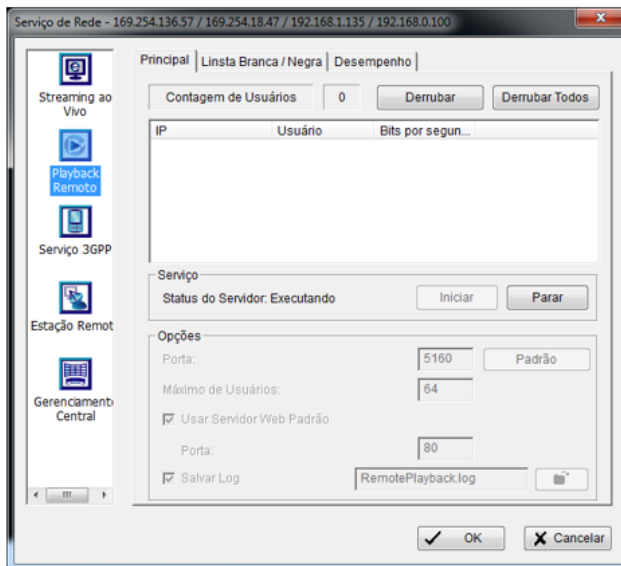 Serviço de Rede - 169.254.136.57 / 169.254.18.47 / 192.168.1.135 / 192.168.0.100
Streaming ao
Vivo
Playback
Remoto
Serviço 3GPP
Estação Remot
Gerenciamento
Central
Principal
Linsta Branca / Negra
Desempenho
Contagem de Usuários
0
Derrubar
Derrubar Todos
IP
Usuário
Bits por segun...
Serviço
Status do Servidor: Executando
Iniciar
Parar
Opções
Porta:
5160
Padrão
Máximo de Usuários:
64
Usar Servidor Web Padrão
Porta:
80
Salvar Log
RemotePlayback.log
OK
Cancelar